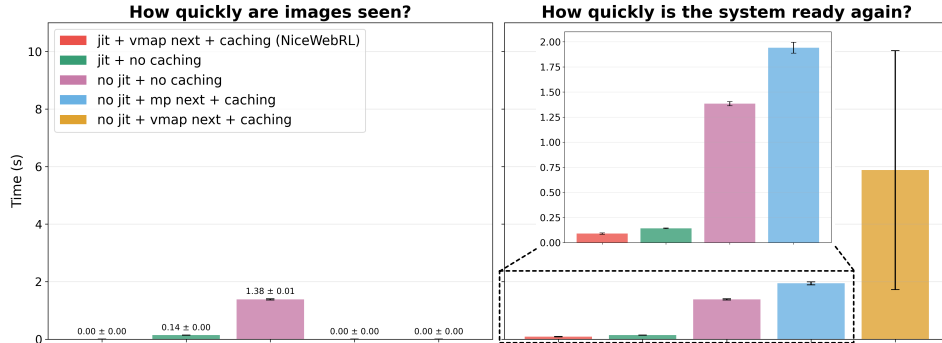 How quickly are images seen?
Time (s)
10
8
6
4
2
0
jit + vmap next + caching (NiceWebRL)
jit + no caching
no jit + no caching
no jit + mp next + caching
no jit + vmap next + caching
0.00 ± 0.00
0.14 ± 0.00
1.38 ± 0.01
0.00 ± 0.00
0.00 ± 0.00
How quickly is the system ready again?
2.00
1.75
1.50
1.25
1.00
0.75
0.50
0.25
0.00